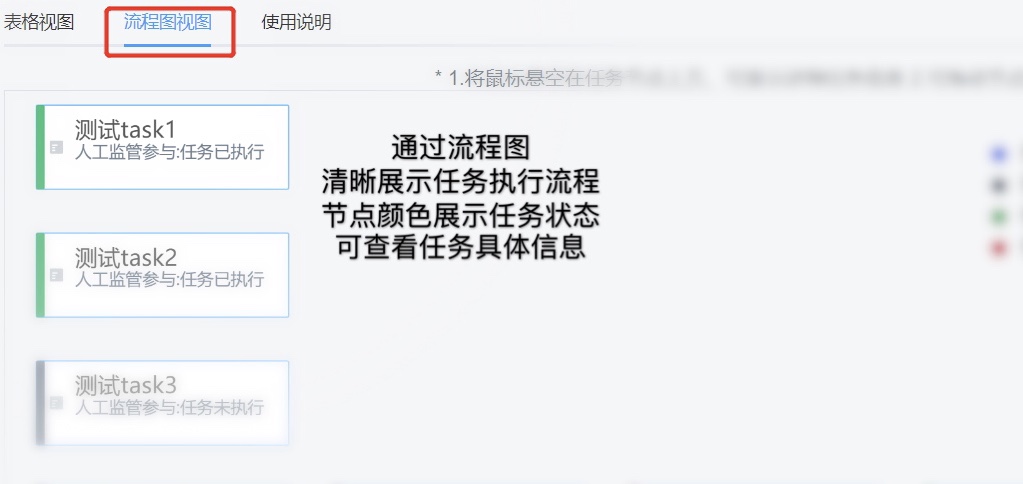 表格视图
流程图视图
使用说明
* 1.将鼠标悬空在任务节点上方，
测试task1
人工监管参与:任务已执行
通过流程图
清晰展示任务执行流程
节点颜色展示任务状态
可查看任务具体信息
测试task2
人工监管参与:任务已执行
测试task3
人工监管参与:任务未执行